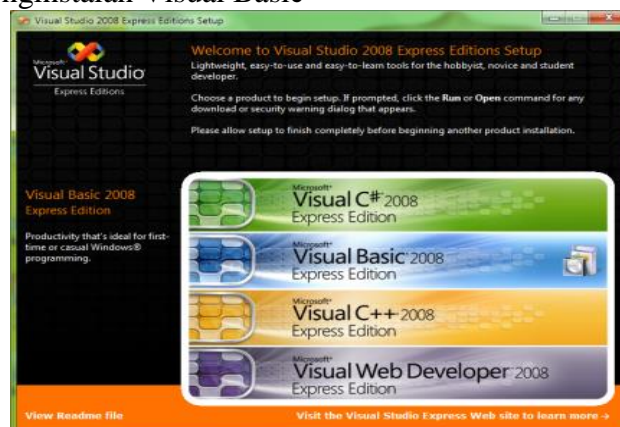 nginstalan Visual Basic
Visual Studio 2008 Express Editions Setup
Microsoft®
Visual Studio
Express Editions
Welcome to Visual Studio 2008 Express Editions Setup
Lightweight, easy-to-use and easy-to-learn tools for the hobbyist, novice and student
developer.
Choose a product to begin setup. If prompted, click the Run or Open command for any
download or security warning dialog that appears.
Please allow setup to finish completely before beginning another product installation.
Visual Basic 2008
Express Edition
Productivity that's ideal for first-
time or casual Windows®
programming.
Microsoft®
Visual C# 2008
Express Edition
Microsoft®
Visual Basic 2008
Express Edition
Microsoft®
Visual C++ 2008
Express Edition
Microsoft®
Visual Web Developer 2008
Express Edition
View Readme file
Visit the Visual Studio Express Web site to learn more →